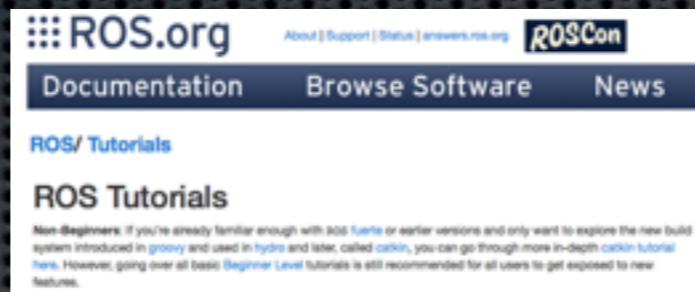 ROS.org
About | Support | Status | answers.ros.org
ROSCon
Documentation Browse Software News
ROS/ Tutorials
ROS Tutorials
Non-Beginners: If you're already familiar enough with ROS fuerte or earlier versions and only want to explore the new build
system introduced in groovy and used in hydro and later, called catkin, you can go through more in-depth catkin tutorial
here. However, going over all basic Beginner Level tutorials is still recommended for all users to get exposed to new
features.